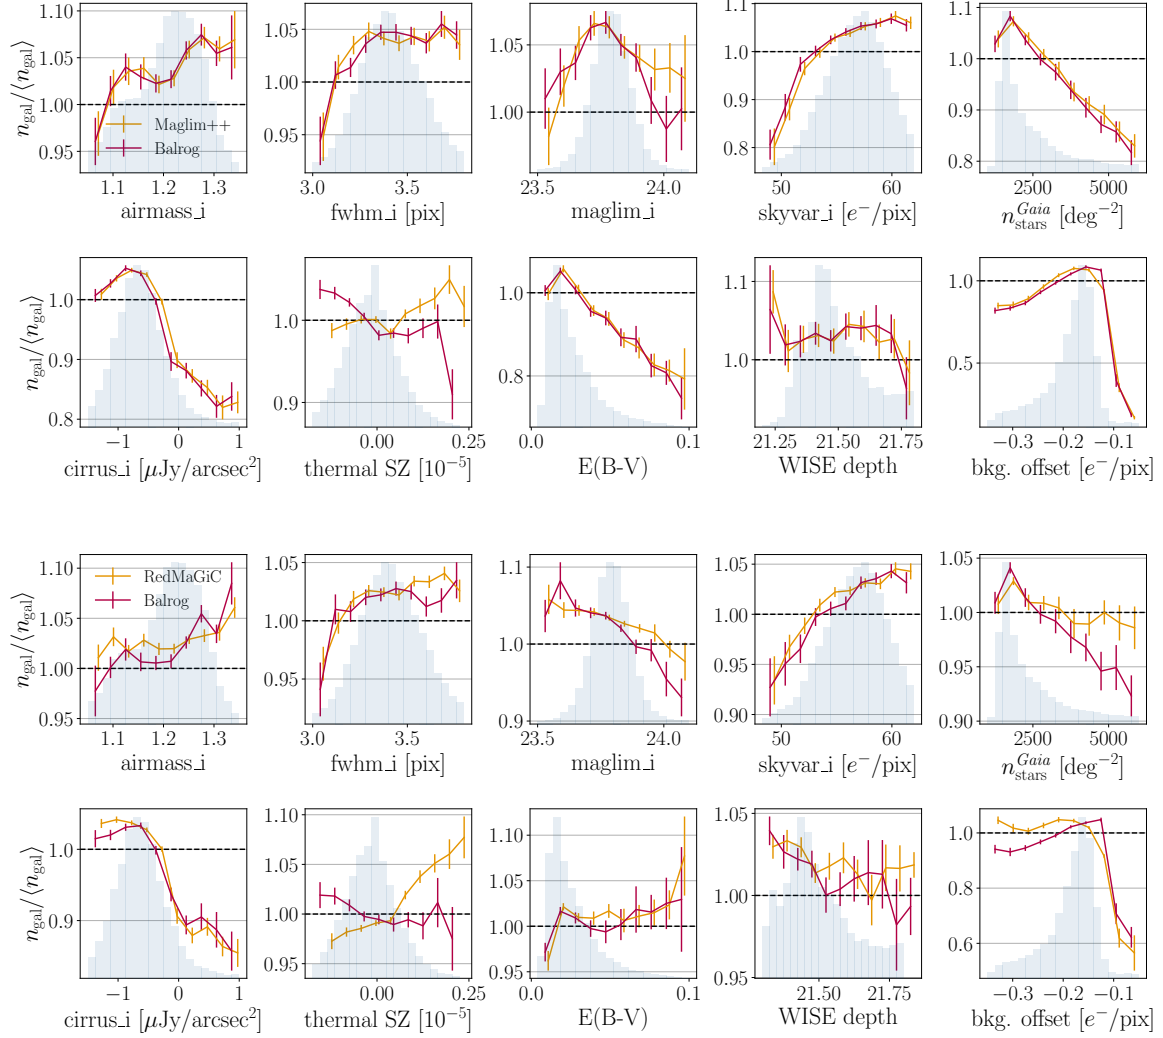 1.10 1.05 1.00 0.95
n_gal/⟨n_gal⟩
Maglim++
Balrog
1.1 1.2 1.3
airmass_i
1.05 1.00 0.95
3.0 3.5
fwhm_i [pix]
1.05 1.00
23.5 24.0
maglim_i
1.1 1.0 0.9 0.8
50 60
skyvar_i [e⁻/pix]
1.1 1.0 0.9 0.8
2500 5000
n_stars^Gaia [deg⁻²]
1.0 0.9 0.8
n_gal/⟨n_gal⟩
−1 0 1
cirrus_i [μJy/arcsec²]
1.1 1.0 0.9
0.00 0.25
thermal SZ [10⁻⁵]
1.0 0.8
0.0 0.1
E(B-V)
1.1 1.0
21.25 21.50 21.75
WISE depth
1.0 0.5
−0.3 −0.2 −0.1
bkg. offset [e⁻/pix]
1.10 1.05 1.00 0.95
n_gal/⟨n_gal⟩
RedMaGiC
Balrog
1.1 1.2 1.3
airmass_i
1.05 1.00 0.95
3.0 3.5
fwhm_i [pix]
1.1 1.0 0.9
23.5 24.0
maglim_i
1.05 1.00 0.95 0.90
50 60
skyvar_i [e⁻/pix]
1.05 1.00 0.95 0.90
2500 5000
n_stars^Gaia [deg⁻²]
1.0 0.9
n_gal/⟨n_gal⟩
−1 0 1
cirrus_i [μJy/arcsec²]
1.10 1.05 1.00 0.95
0.00 0.25
thermal SZ [10⁻⁵]
1.10 1.05 1.00 0.95
0.0 0.1
E(B-V)
1.05 1.00 0.95
21.50 21.75
WISE depth
1.0 0.8 0.6
−0.3 −0.2 −0.1
bkg. offset [e⁻/pix]